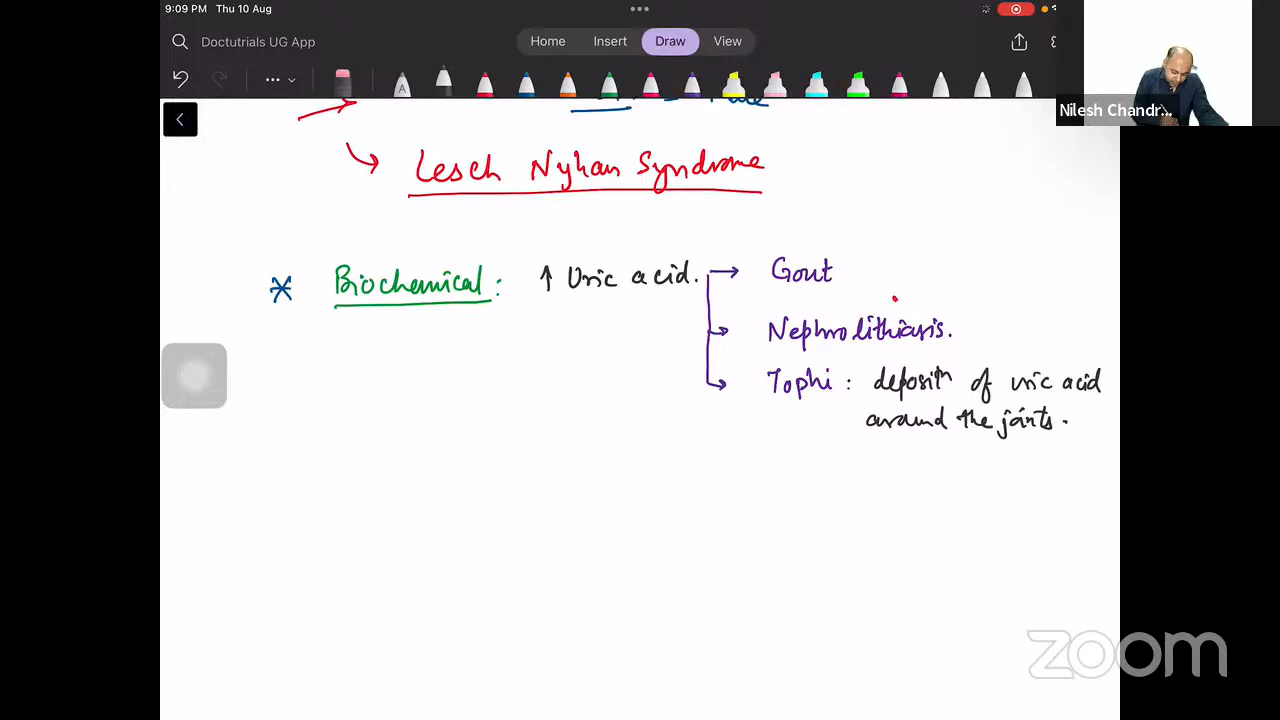 9:09 PM Thu 10 Aug
Doctutrials UG App
Home Insert Draw View
A
Nilesh Chandr...
Lesch Nyhan Syndrome
* Biochemical : ↑ Uric acid. → Gout
→ Nephrolithiasis.
→ Tophi : deposits of uric acid
around the joints.
zoom